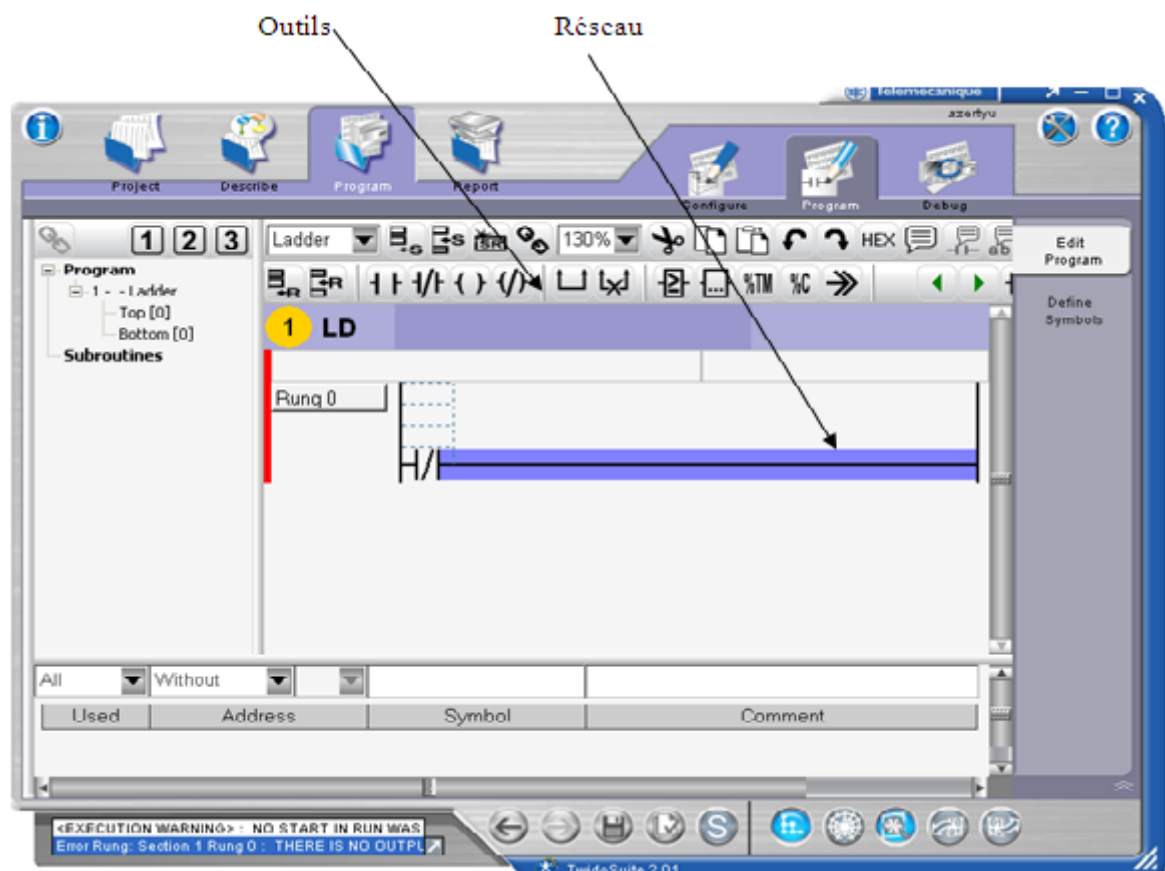 Outils
Réseau
Telemecanique
azertyu
Project
Describe
Program
Report
Configure
Program
Debug
1 2 3
Ladder
130%
HEX
Edit
Program
Define
Symbols
Program
1 - - Ladder
Top [0]
Bottom [0]
Subroutines
%TM
%C
1 LD
Rung 0
All
Without
Used
Address
Symbol
Comment
<EXECUTION WARNING> : NO START IN RUN WAS
Error Rung: Section 1 Rung 0 : THERE IS NO OUTPU
TwidoSuite 2.01